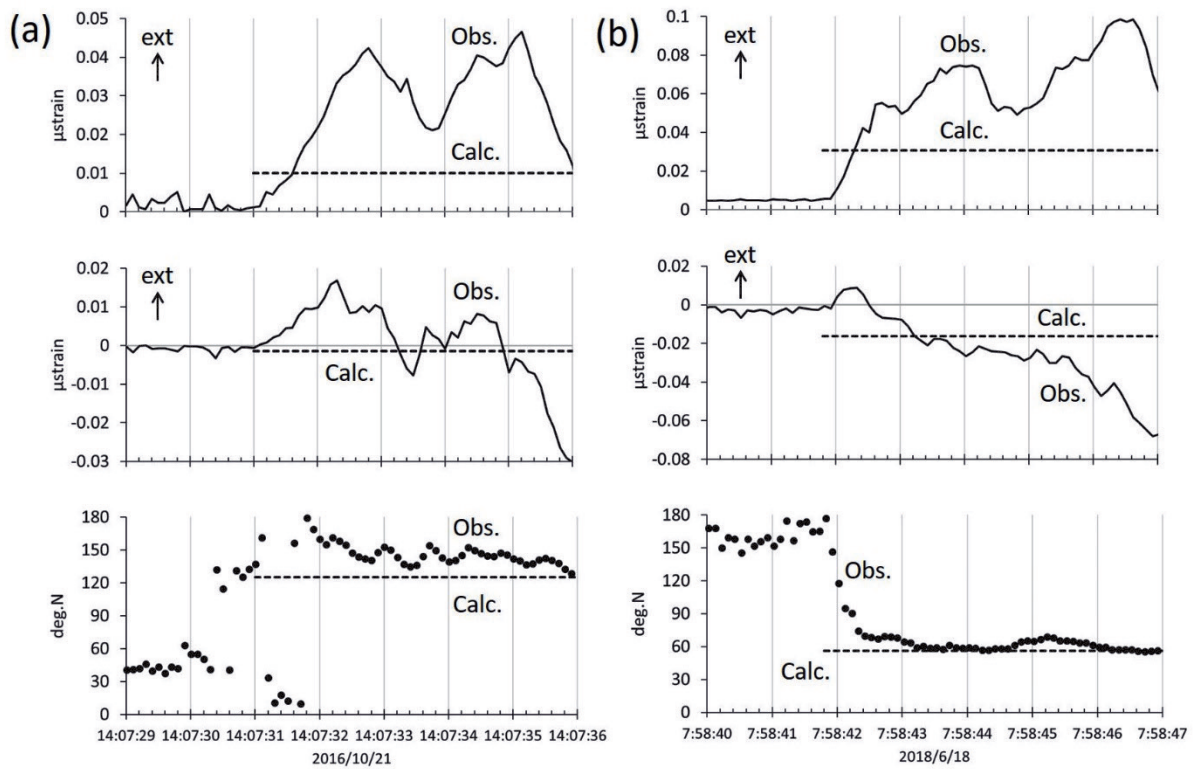 (a)
ext
Obs.
Calc.
µstrain
0.05
0.04
0.03
0.02
0.01
0
ext
Obs.
Calc.
µstrain
0.02
0.01
0
-0.01
-0.02
-0.03
Obs.
Calc.
deg.N
180
150
120
90
60
30
0
14:07:29 14:07:30 14:07:31 14:07:32 14:07:33 14:07:34 14:07:35 14:07:36
2016/10/21
(b)
ext
Obs.
Calc.
µstrain
0.1
0.08
0.06
0.04
0.02
0
ext
Calc.
Obs.
µstrain
0.02
0
-0.02
-0.04
-0.06
-0.08
Obs.
Calc.
deg.N
180
150
120
90
60
30
0
7:58:40 7:58:41 7:58:42 7:58:43 7:58:44 7:58:45 7:58:46 7:58:47
2018/6/18